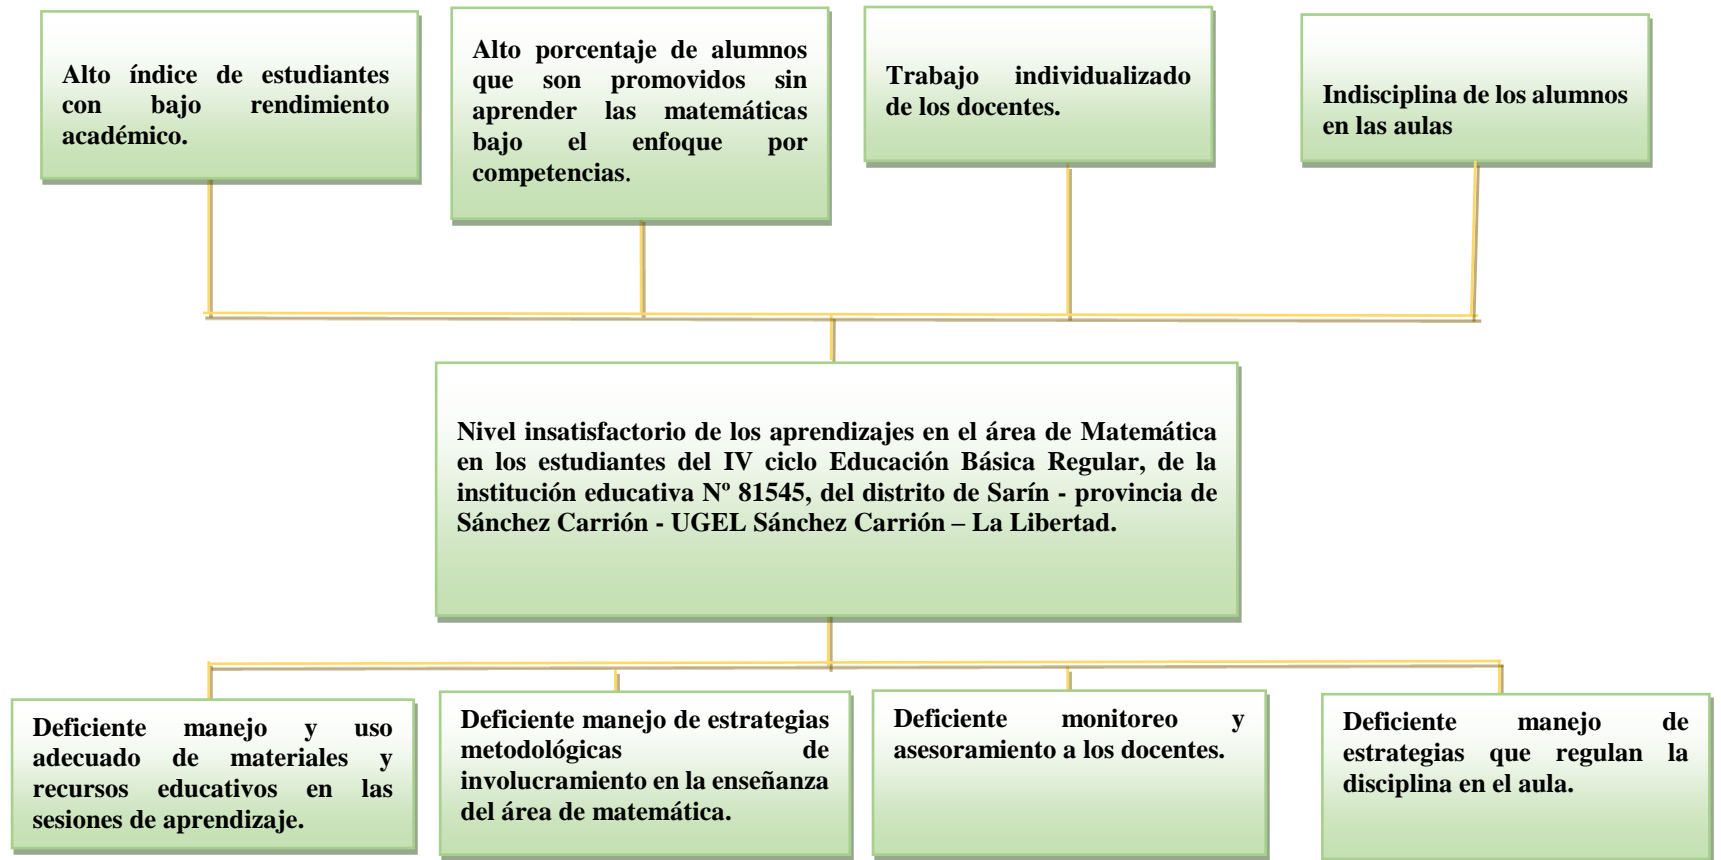 Alto índice de estudiantes
con bajo rendimiento
académico.
Alto porcentaje de alumnos
que son promovidos sin
aprender las matemáticas
bajo el enfoque por
competencias.
Trabajo individualizado
de los docentes.
Indisciplina de los alumnos
en las aulas
Nivel insatisfactorio de los aprendizajes en el área de Matemática
en los estudiantes del IV ciclo Educación Básica Regular, de la
institución educativa Nº 81545, del distrito de Sarín - provincia de
Sánchez Carrión - UGEL Sánchez Carrión – La Libertad.
Deficiente manejo y uso
adecuado de materiales y
recursos educativos en las
sesiones de aprendizaje.
Deficiente manejo de estrategias
metodológicas de
involucramiento en la enseñanza
del área de matemática.
Deficiente monitoreo y
asesoramiento a los docentes.
Deficiente manejo de
estrategias que regulan la
disciplina en el aula.